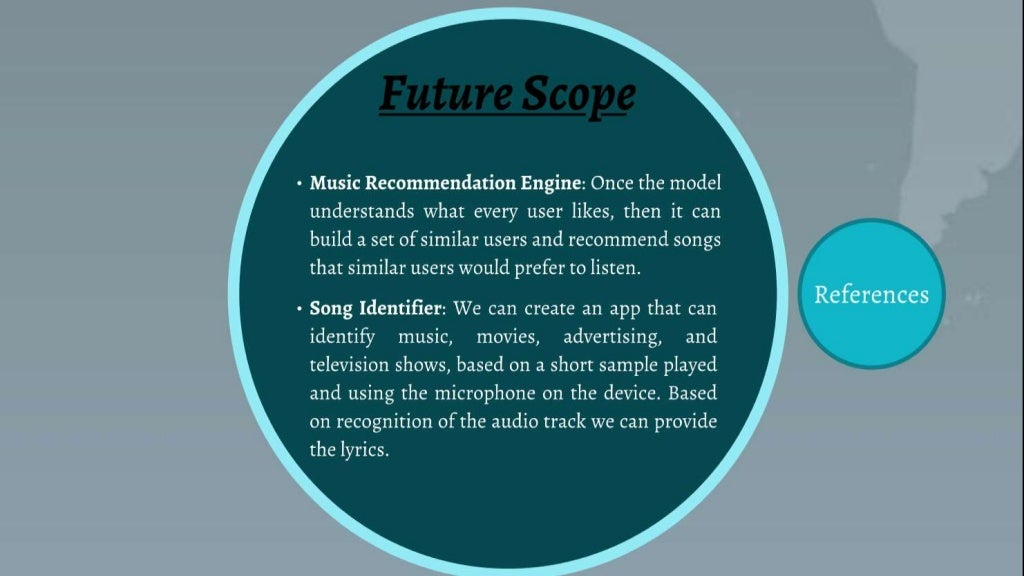 Future Scope
• Music Recommendation Engine: Once the model
understands what every user likes, then it can
build a set of similar users and recommend songs
that similar users would prefer to listen.
• Song Identifier: We can create an app that can
identify music, movies, advertising, and
television shows, based on a short sample played
and using the microphone on the device. Based
on recognition of the audio track we can provide
the lyrics.
References